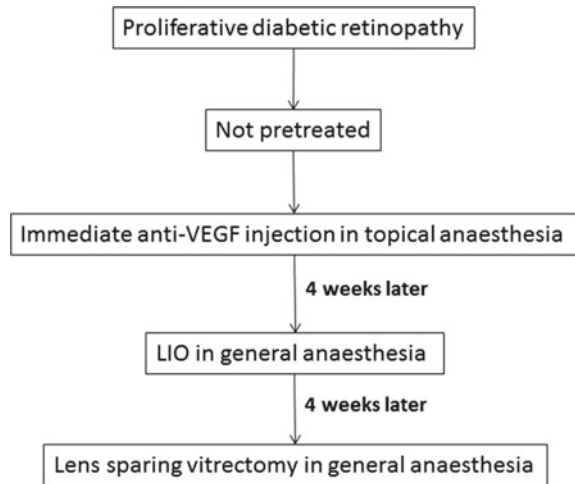 Proliferative diabetic retinopathy
Not pretreated
Immediate anti-VEGF injection in topical anaesthesia
4 weeks later
LIO in general anaesthesia
4 weeks later
Lens sparing vitrectomy in general anaesthesia